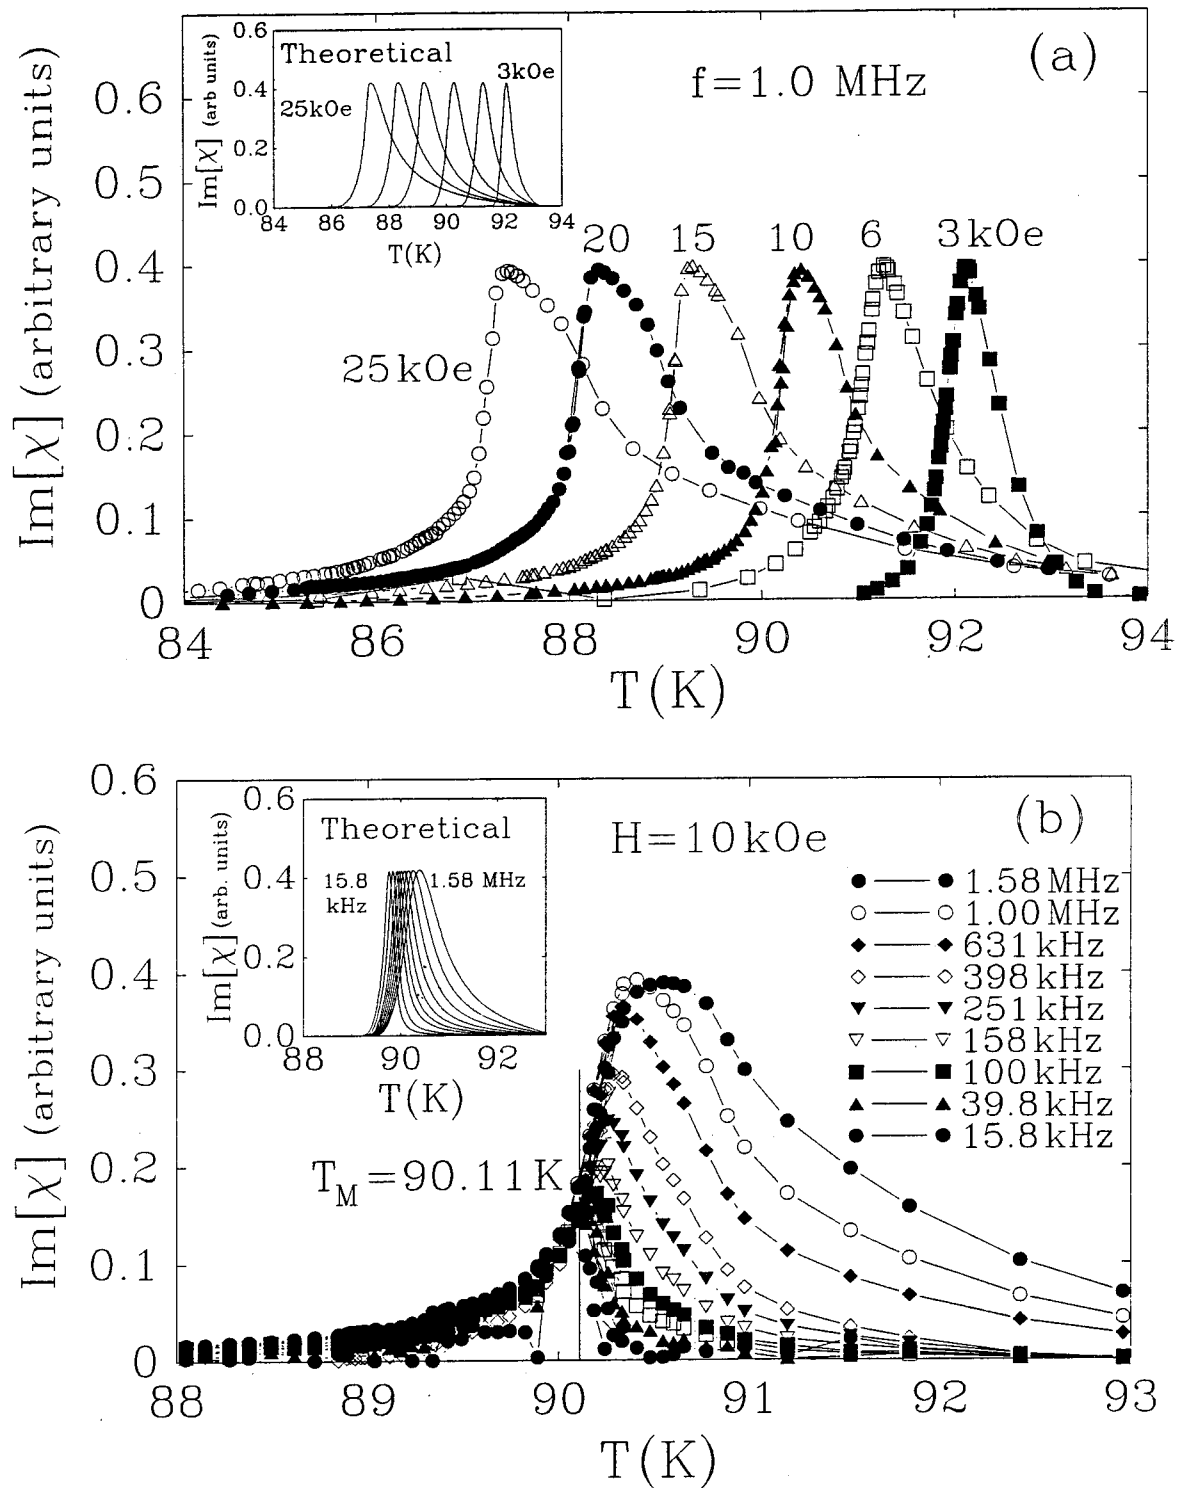 (a)
f=1.0 MHz
Im[χ] (arbitrary units)
0.6
0.5
0.4
0.3
0.2
0.1
0
84
86
88
90
92
94
T(K)
25kOe
20
15
10
6
3kOe
Theoretical
3kOe
25kOe
Im[χ] (arb units)
0.6
0.4
0.2
0.0
84
86
88
90
92
94
T(K)
(b)
H=10kOe
Im[χ] (arbitrary units)
0.6
0.5
0.4
0.3
0.2
0.1
0
88
89
90
91
92
93
T(K)
T_M=90.11K
1.58MHz
1.00MHz
631kHz
398kHz
251kHz
158kHz
100kHz
39.8kHz
15.8kHz
Theoretical
15.8
kHz
1.58 MHz
Im[χ] (arb. units)
0.6
0.4
0.2
0.0
88
90
92
T(K)